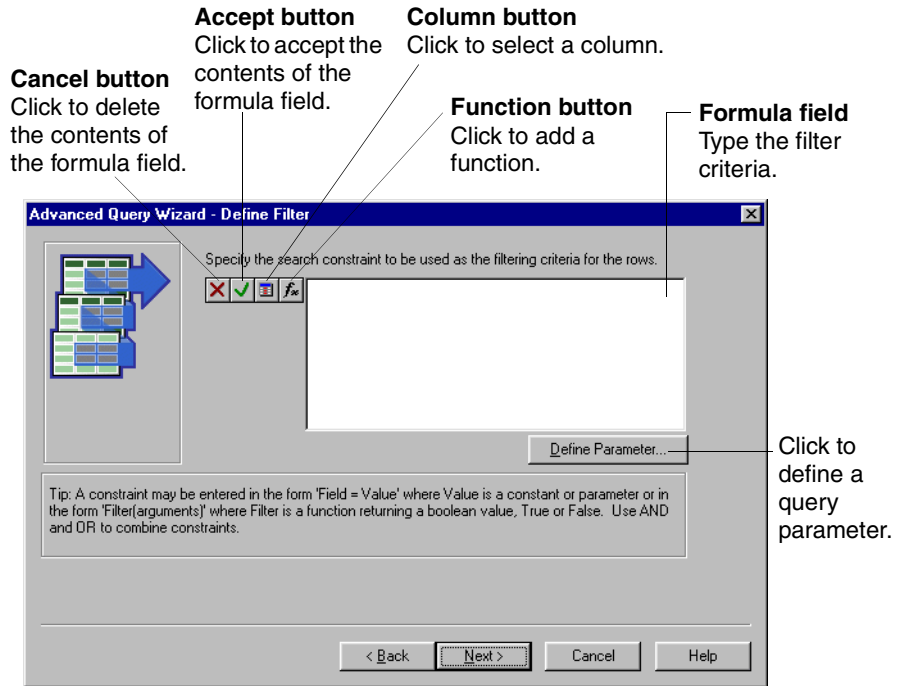 Accept button
Click to accept the
contents of the
formula field.
Column button
Click to select a column.
Cancel button
Click to delete
the contents of
the formula field.
Function button
Click to add a
function.
Formula field
Type the filter
criteria.
Advanced Query Wizard - Define Filter
Specify the search constraint to be used as the filtering criteria for the rows.
fx
Define Parameter...
Click to
define a
query
parameter.
Tip: A constraint may be entered in the form 'Field = Value' where Value is a constant or parameter or in
the form 'Filter(arguments)' where Filter is a function returning a boolean value, True or False. Use AND
and OR to combine constraints.
< Back
Next >
Cancel
Help